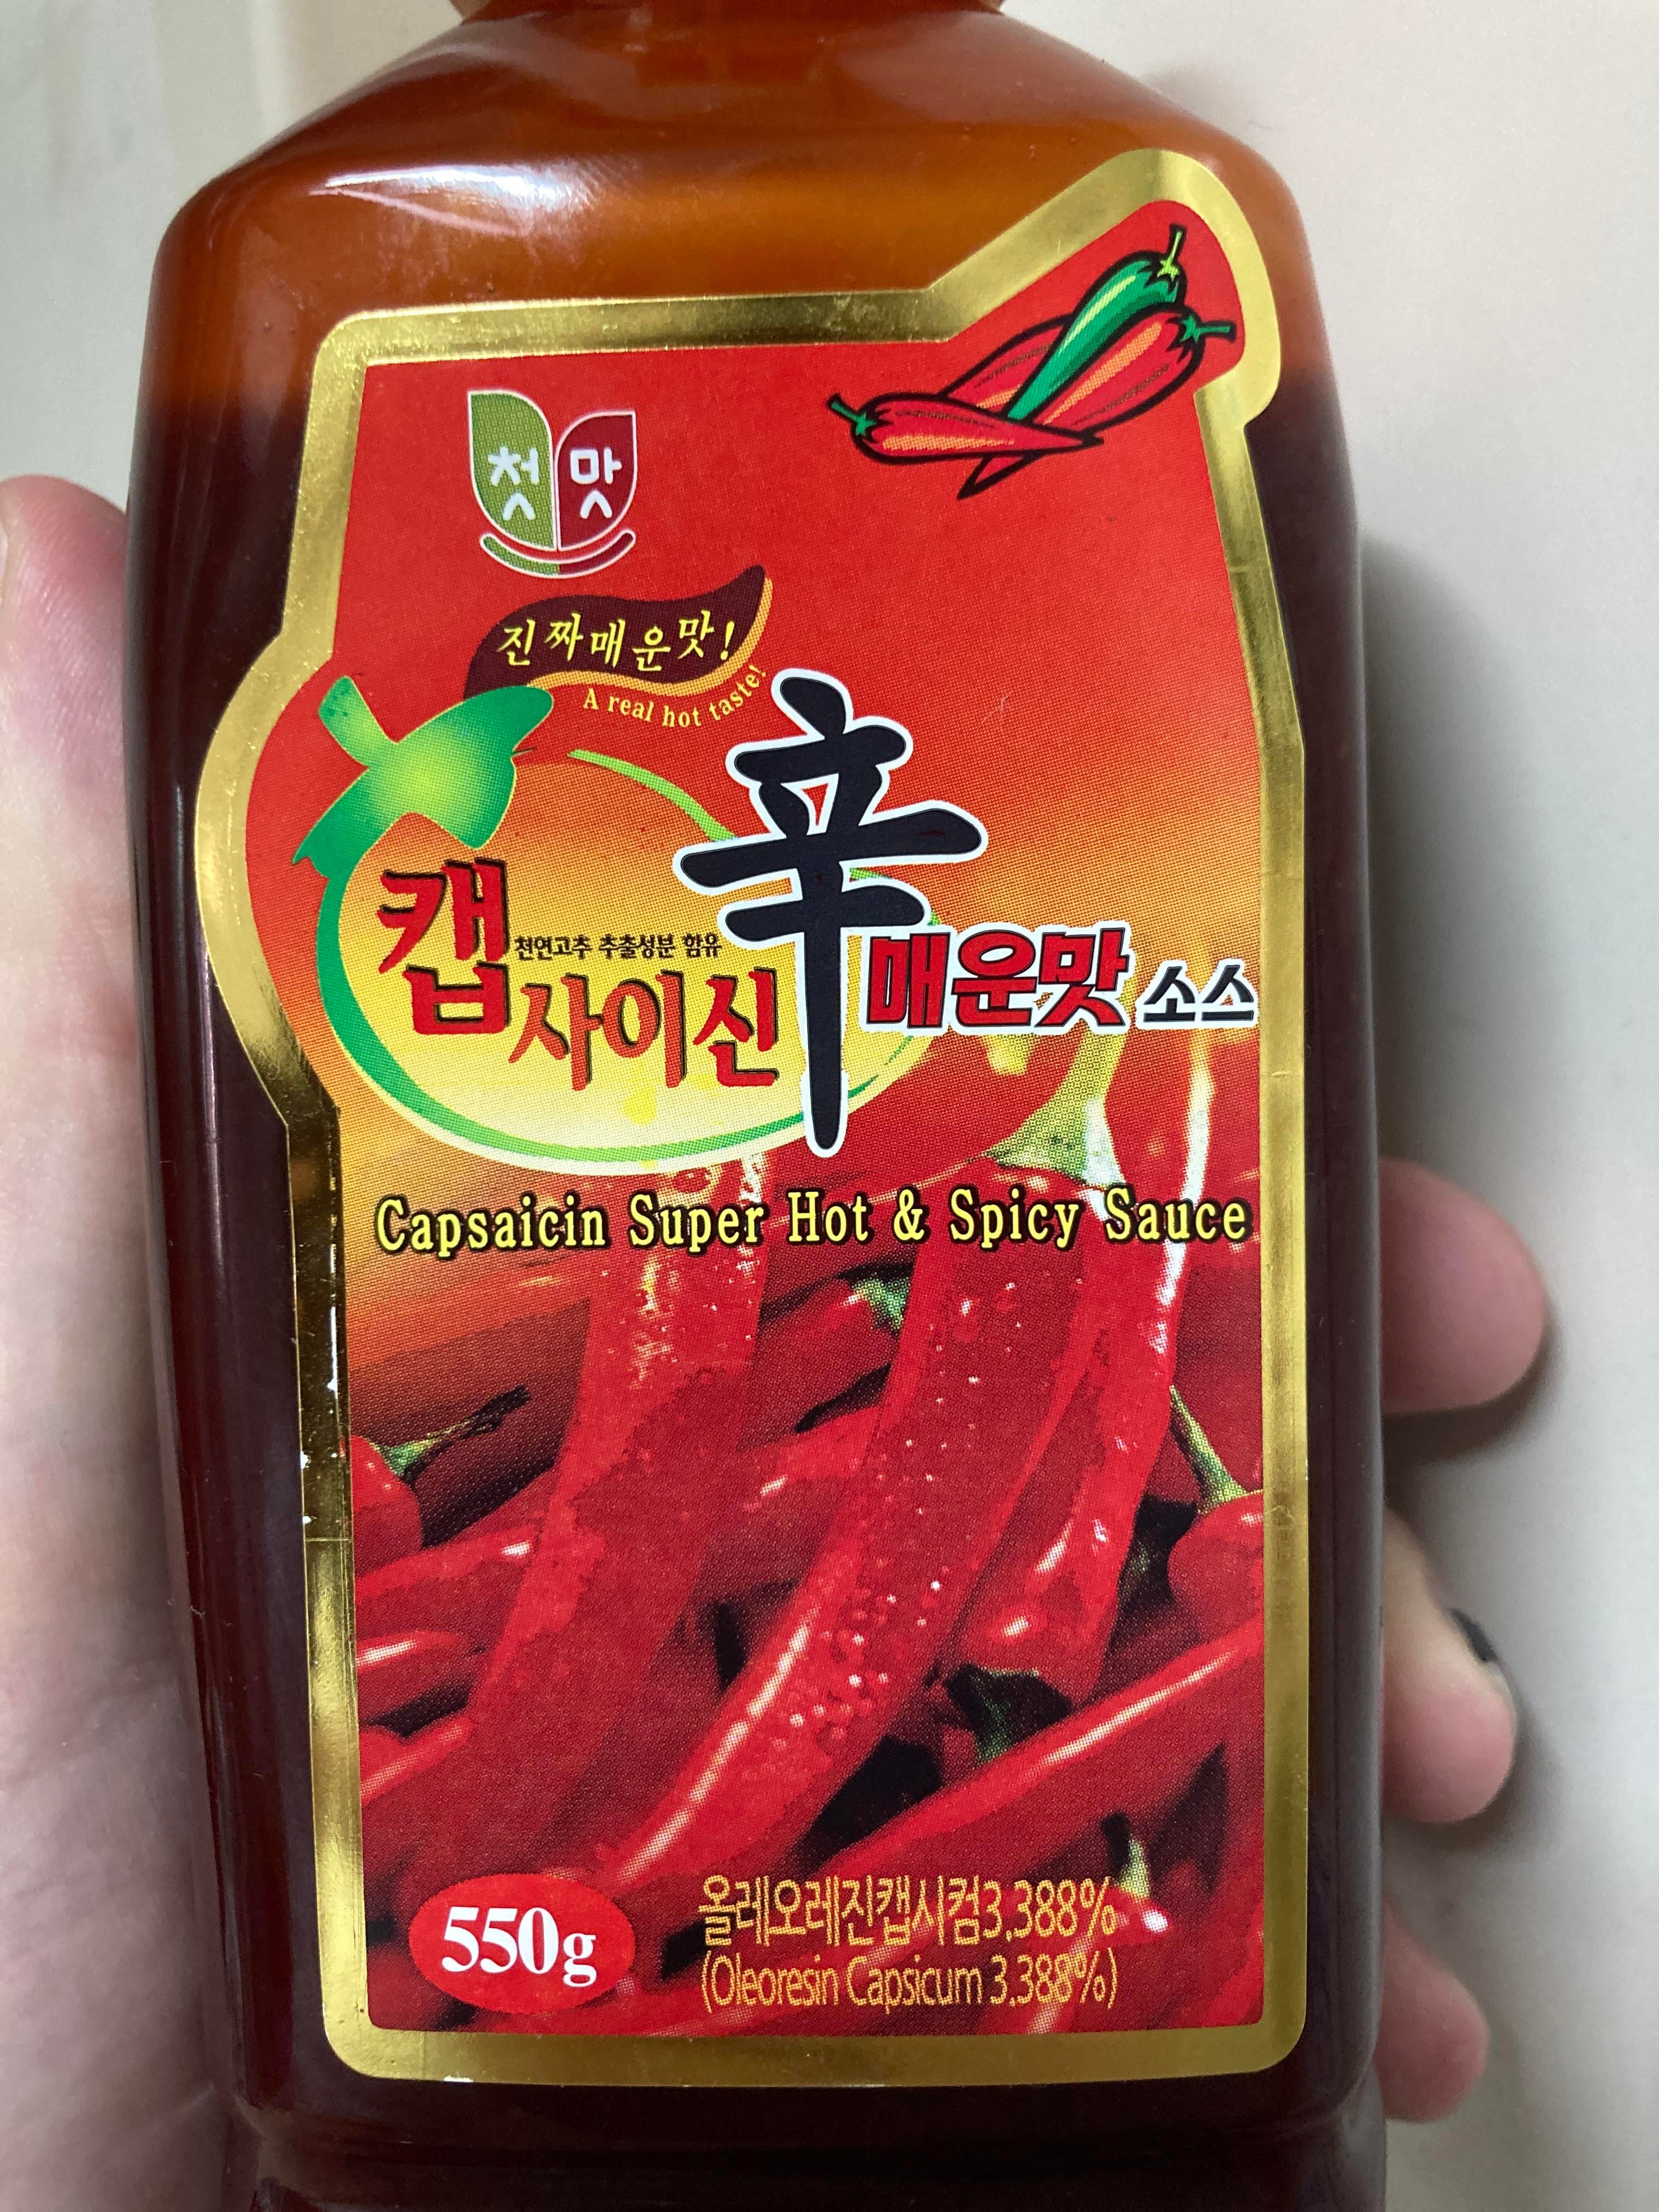 첫맛
진짜매운맛!
A real hot taste!
辛
캡사이신
천연고추 추출성분 함유
매운맛 소스
Capsaicin Super Hot & Spicy Sauce
550g
올레오레진캡시컴3.388%
(Oleoresin Capsicum 3.388%)